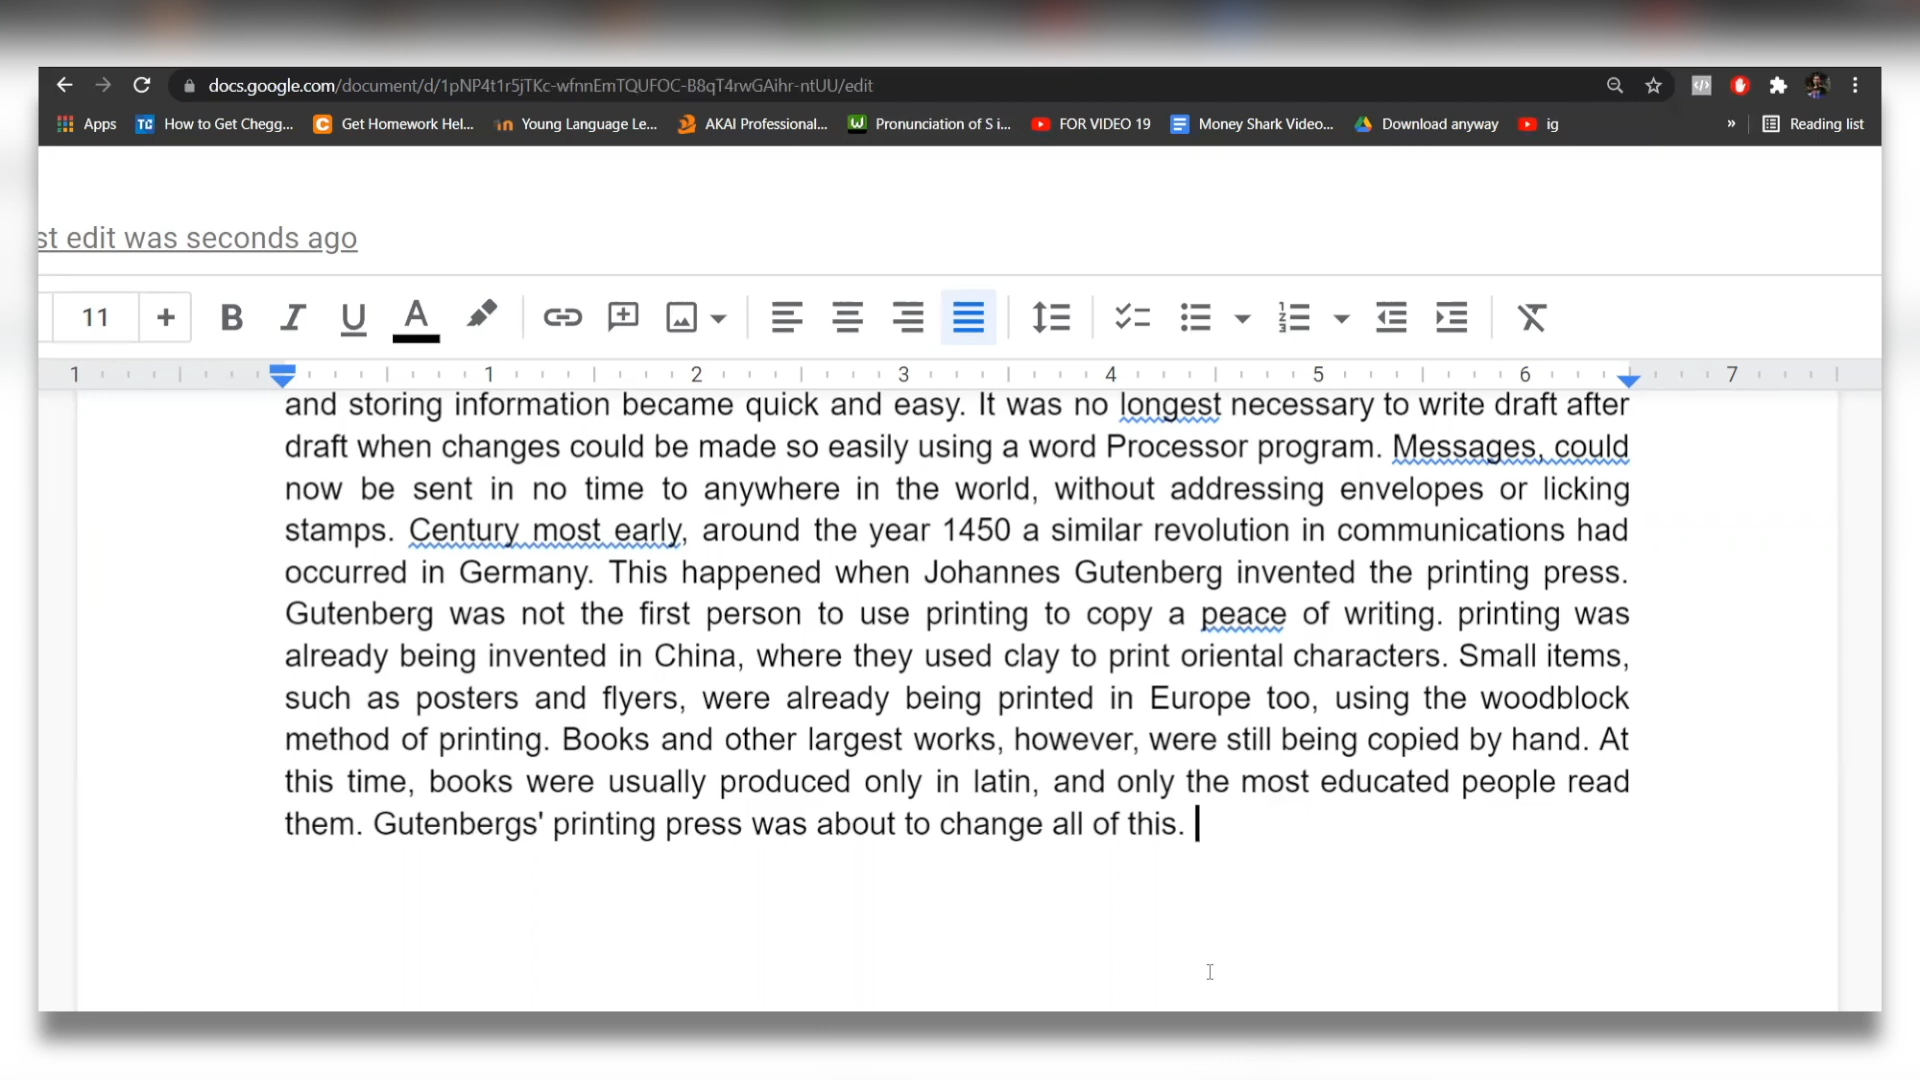 docs.google.com/document/d/1pNP4t1r5jTKc-wfnnEmTQUFOC-B8qT4rwGAihr-ntUU/edit
Apps TC How to Get Chegg... Get Homework Hel... Young Language Le... AKAI Professional... Pronunciation of S i... FOR VIDEO 19 Money Shark Video... Download anyway ig » Reading list
st edit was seconds ago
11 + B I U A
1 1 2 3 4 5 6 7
and storing information became quick and easy. It was no longest necessary to write draft after
draft when changes could be made so easily using a word Processor program. Messages, could
now be sent in no time to anywhere in the world, without addressing envelopes or licking
stamps. Century most early, around the year 1450 a similar revolution in communications had
occurred in Germany. This happened when Johannes Gutenberg invented the printing press.
Gutenberg was not the first person to use printing to copy a peace of writing. printing was
already being invented in China, where they used clay to print oriental characters. Small items,
such as posters and flyers, were already being printed in Europe too, using the woodblock
method of printing. Books and other largest works, however, were still being copied by hand. At
this time, books were usually produced only in latin, and only the most educated people read
them. Gutenbergs' printing press was about to change all of this.